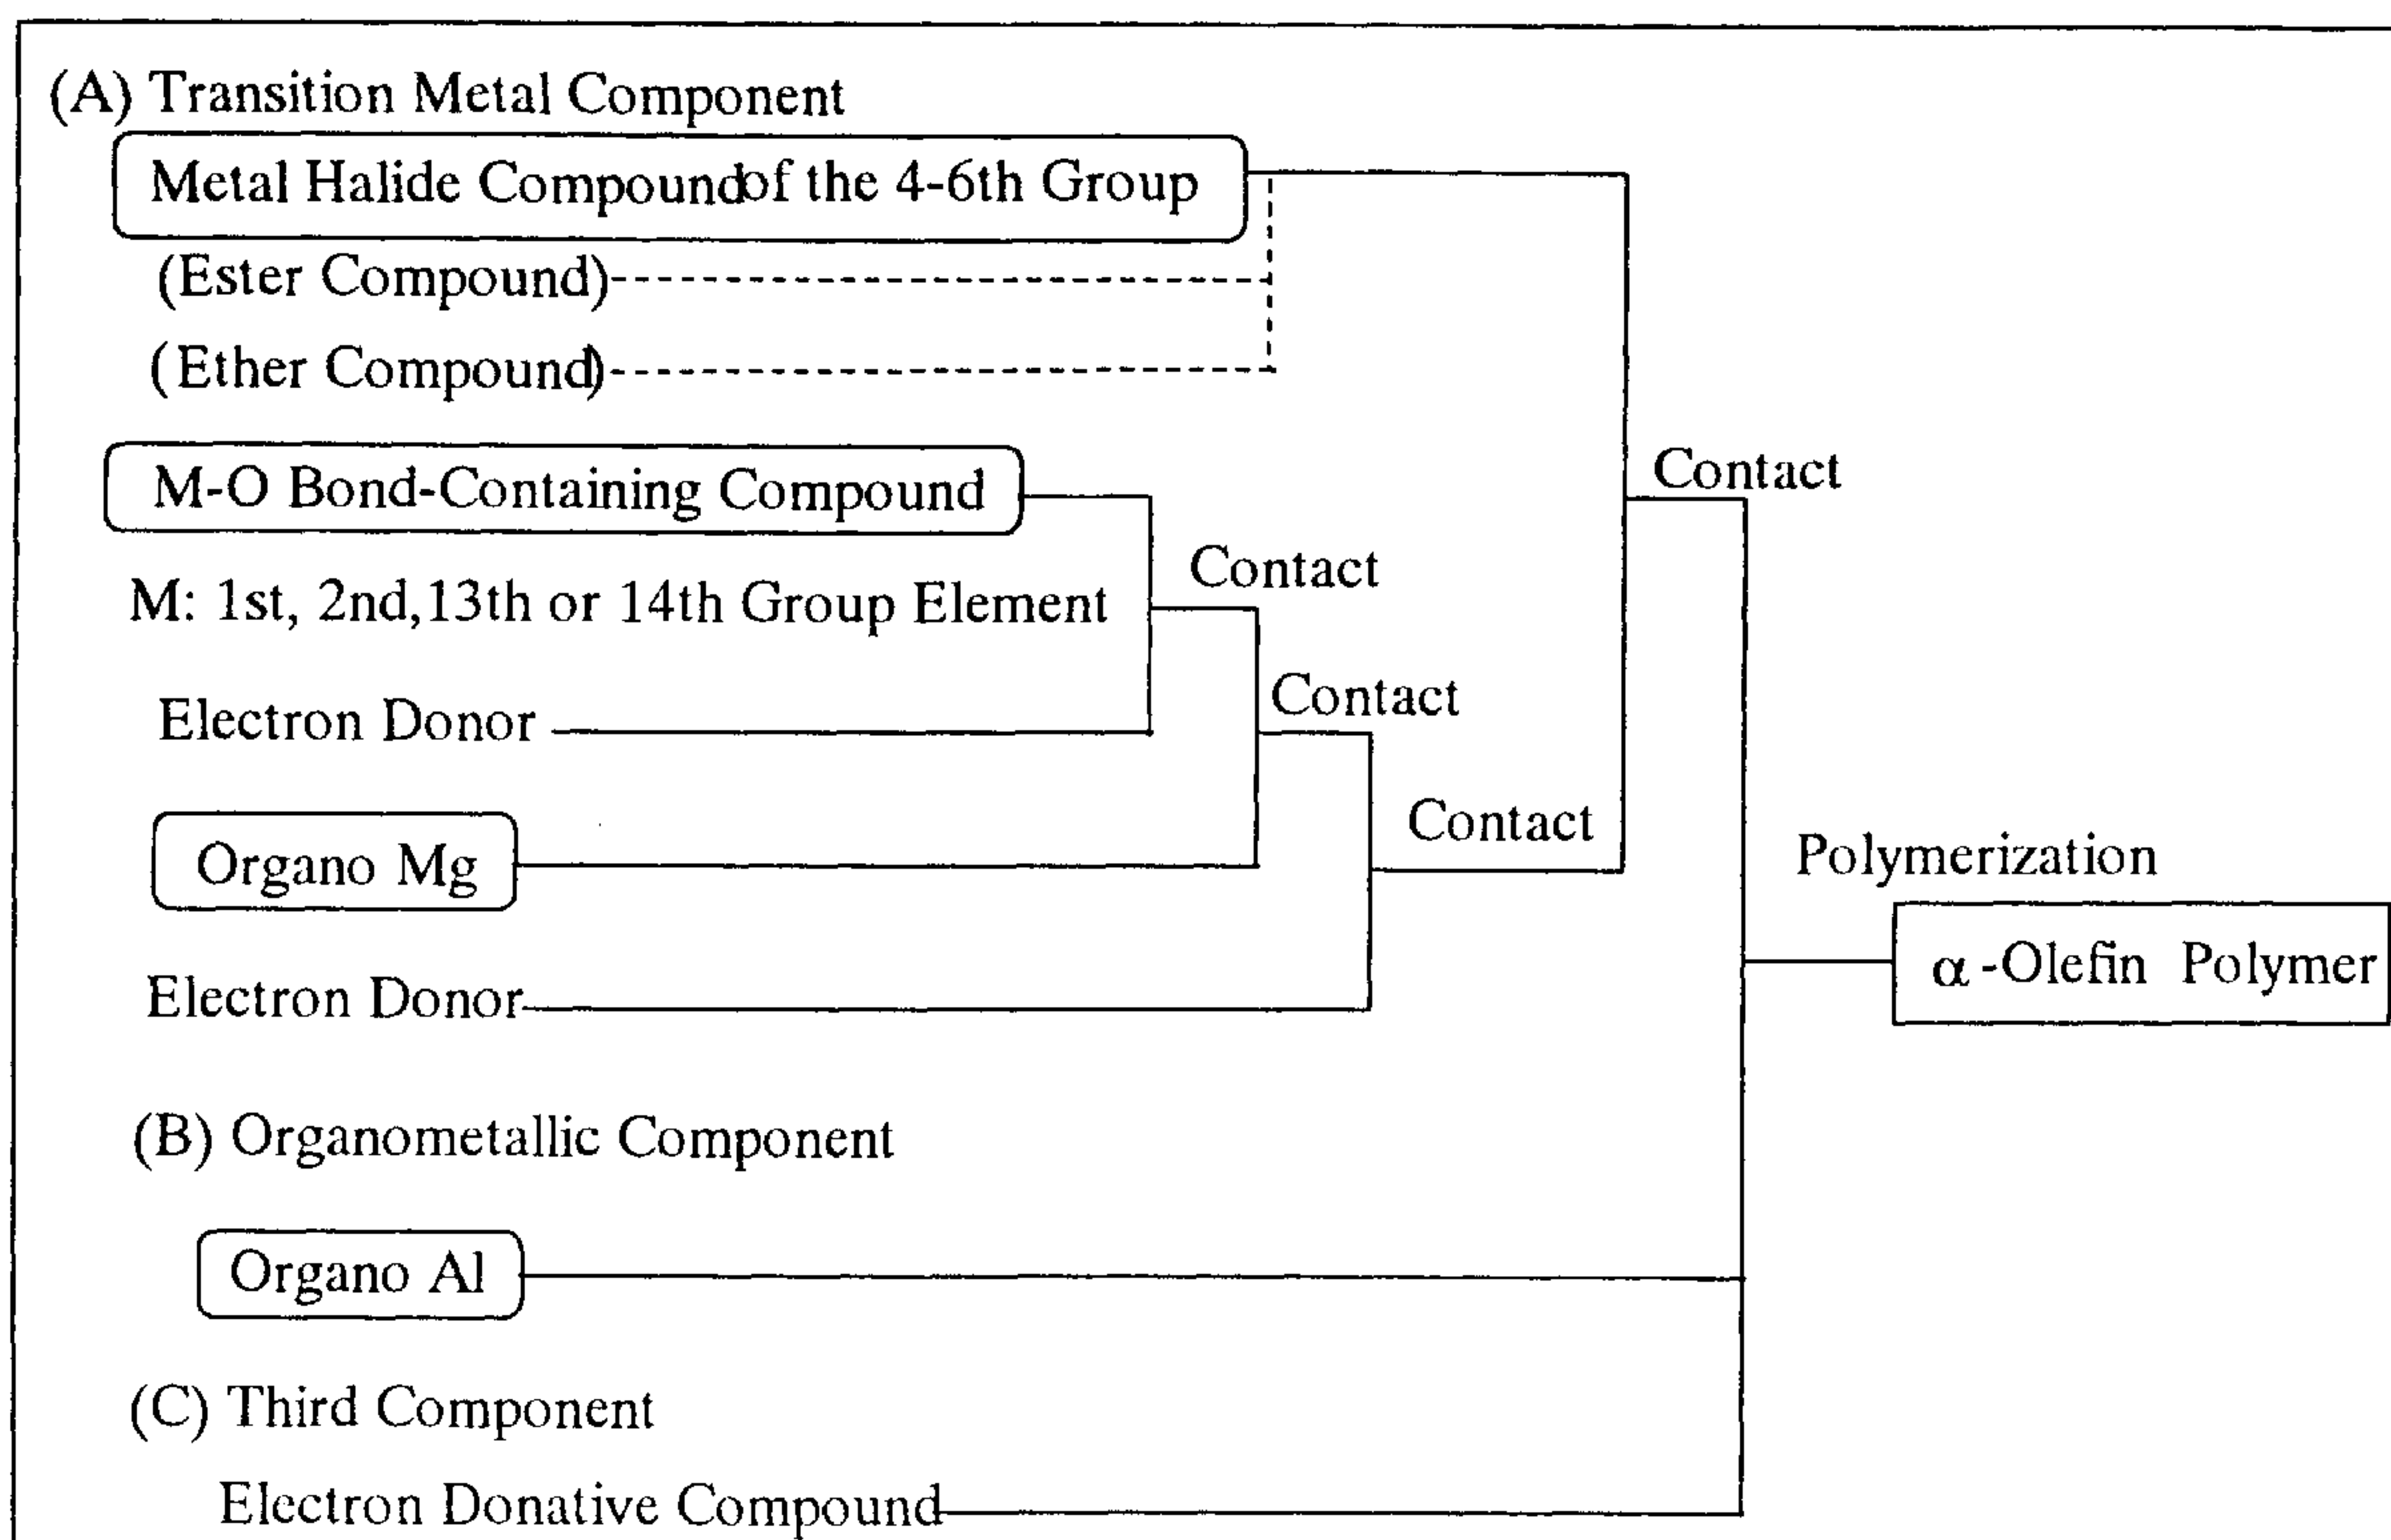 (A) Transition Metal Component
Metal Halide Compound of the 4-6th Group
(Ester Compound)
(Ether Compound)
M-O Bond-Containing Compound
Contact
Contact
M: 1st, 2nd, 13th or 14th Group Element
Electron Donor
Contact
Organo Mg
Contact
Polymerization
α-Olefin Polymer
Electron Donor
(B) Organometallic Component
Organo Al
(C) Third Component
Electron Donative Compound